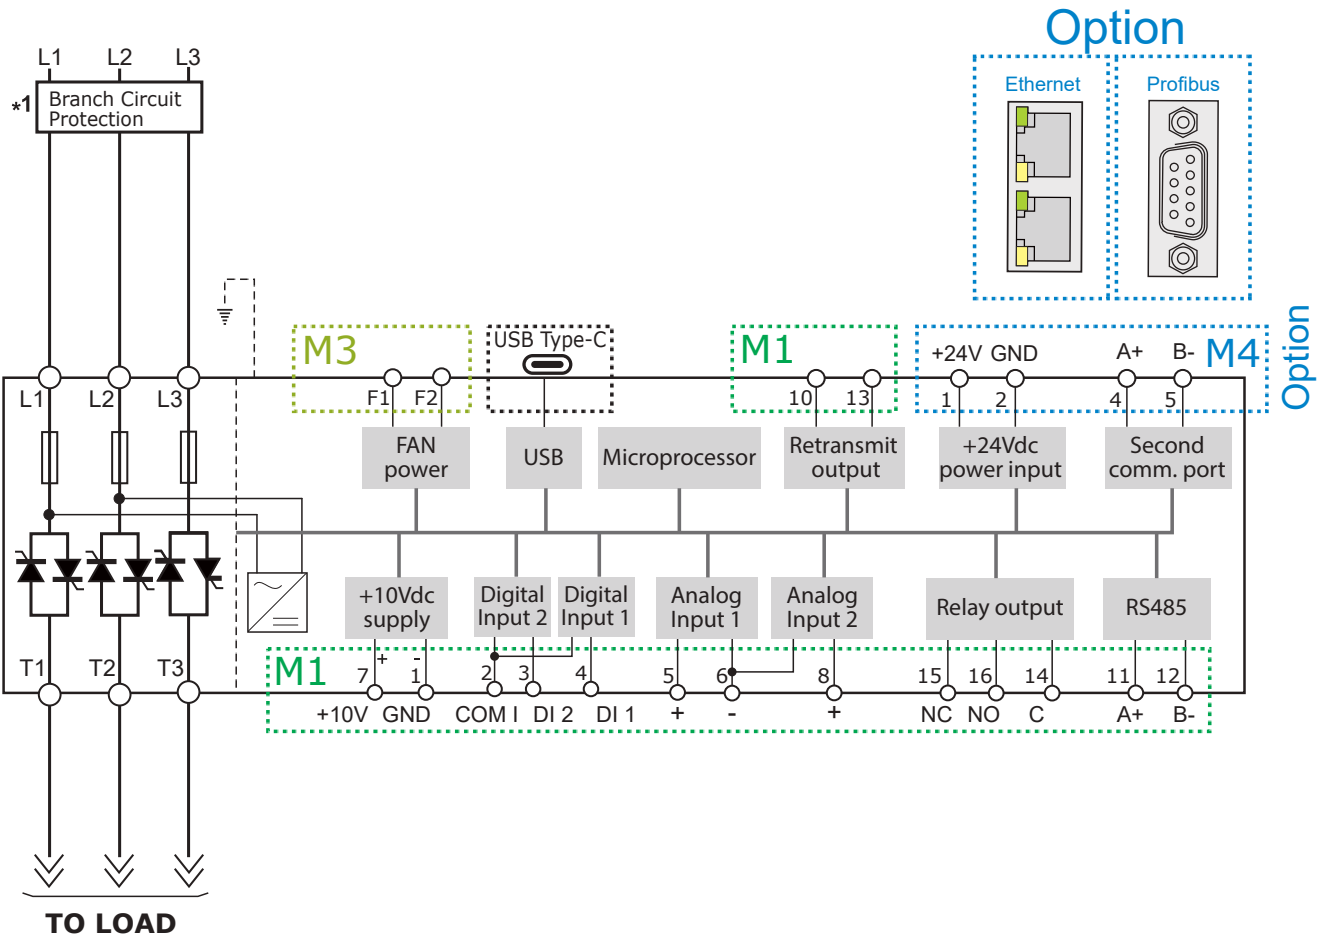 Option
Ethernet
Profibus
L1 L2 L3
*1 Branch Circuit
Protection
M3
USB Type-C
M1
+24V GND A+ B- M4
Option
L1 L2 L3
F1 F2
10 13
1 2 4 5
FAN
power
USB
Microprocessor
Retransmit
output
+24Vdc
power input
Second
comm. port
+10Vdc
supply
Digital
Input 2
Digital
Input 1
Analog
Input 1
Analog
Input 2
Relay output
RS485
T1 T2 T3
M1
+ -
7 1 2 3 4 5 6 8 15 16 14 11 12
+10V GND COM I DI 2 DI 1 + - + NC NO C A+ B-
TO LOAD